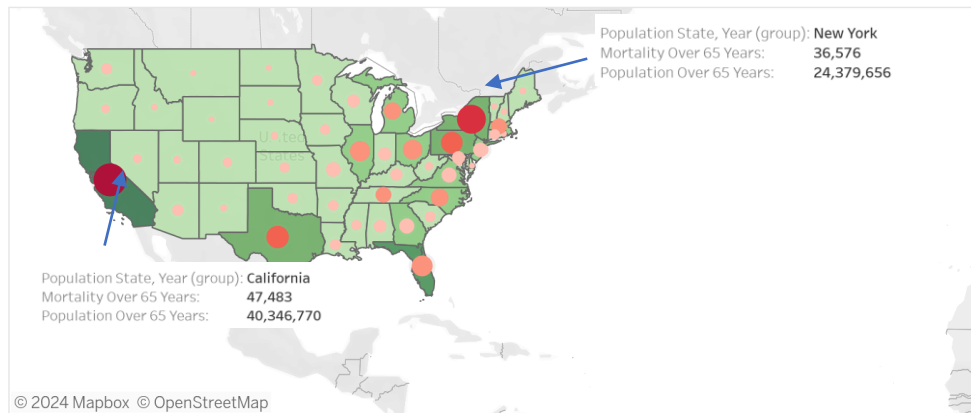 Population State, Year (group): New York
Mortality Over 65 Years: 36,576
Population Over 65 Years: 24,379,656
United
States
Population State, Year (group): California
Mortality Over 65 Years: 47,483
Population Over 65 Years: 40,346,770
© 2024 Mapbox © OpenStreetMap